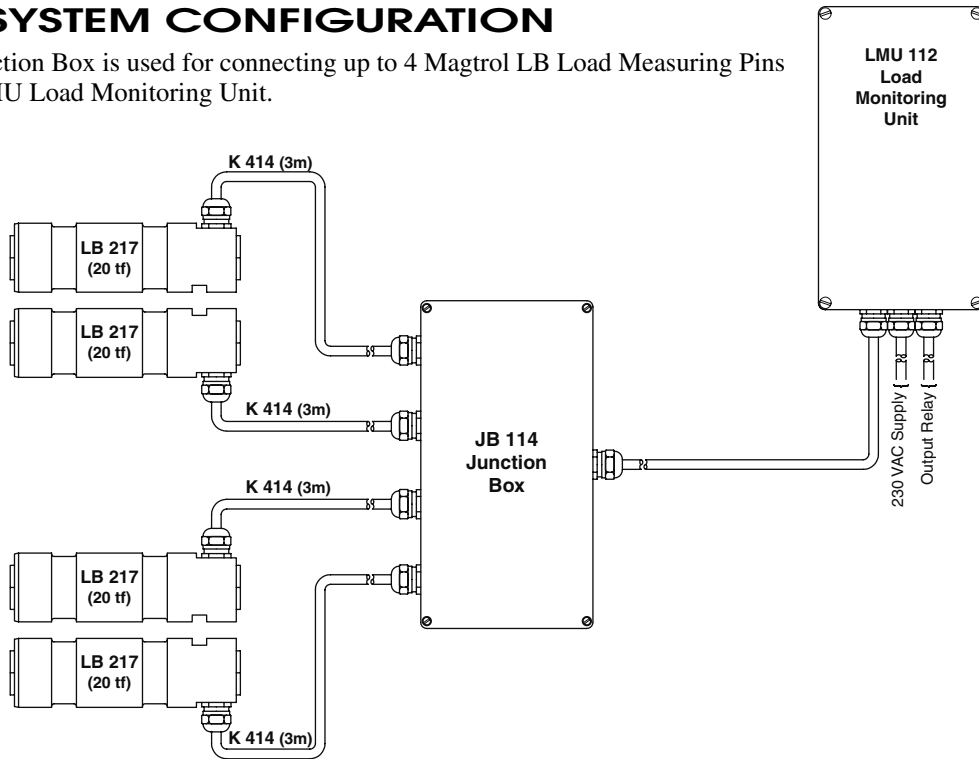 SYSTEM CONFIGURATION
ction Box is used for connecting up to 4 Magtrol LB Load Measuring Pins
MU Load Monitoring Unit.
LMU 112
Load
Monitoring
Unit
K 414 (3m)
LB 217
(20 tf)
LB 217
(20 tf)
K 414 (3m)
JB 114
Junction
Box
230 VAC Supply {
Output Relay {
K 414 (3m)
LB 217
(20 tf)
LB 217
(20 tf)
K 414 (3m)